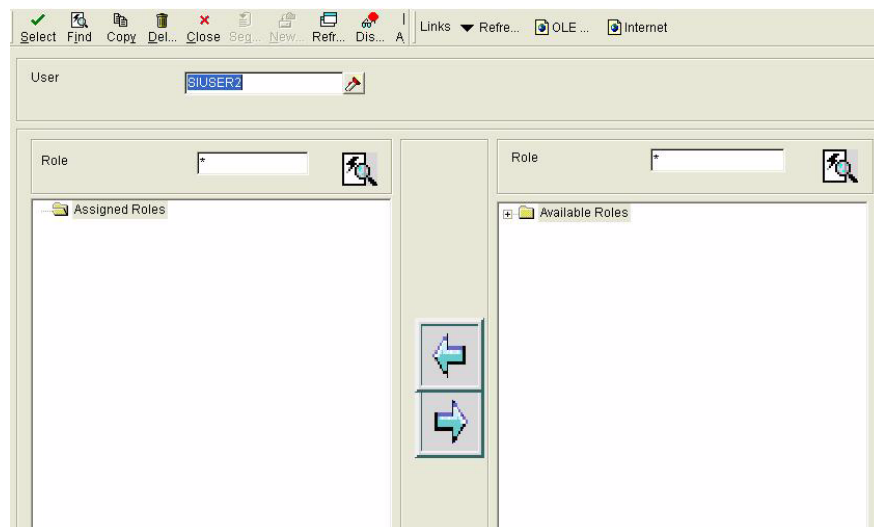 Select Find Copy Del... Close Seq... New... Refr... Dis... A Links Refre... OLE ... Internet
User SIUSER2
Role * Role *
Assigned Roles Available Roles